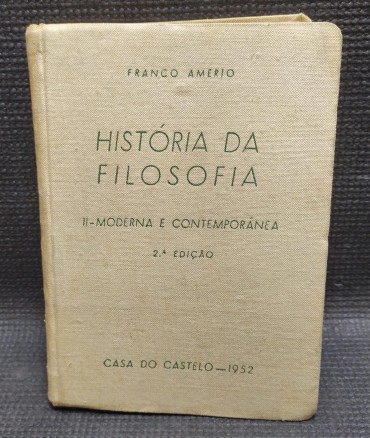 FRANCO AMERIO
HISTÓRIA DA
FILOSOFIA
II-MODERNA E CONTEMPORÂNEA
2.ª EDIÇÃO
CASA DO CASTELO-1952